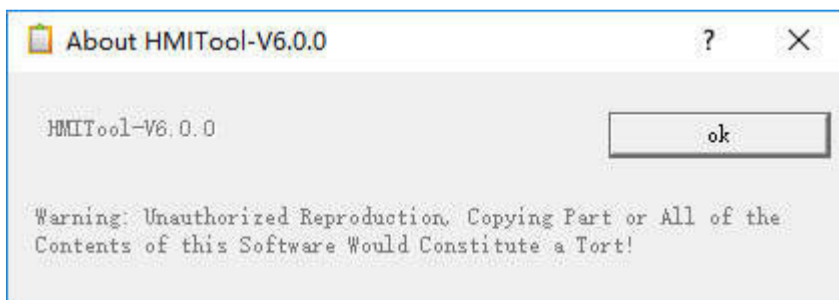 About HMITool-V6.0.0
?
HMITool-V6.0.0
ok
Warning: Unauthorized Reproduction, Copying Part or All of the
Contents of this Software Would Constitute a Tort!